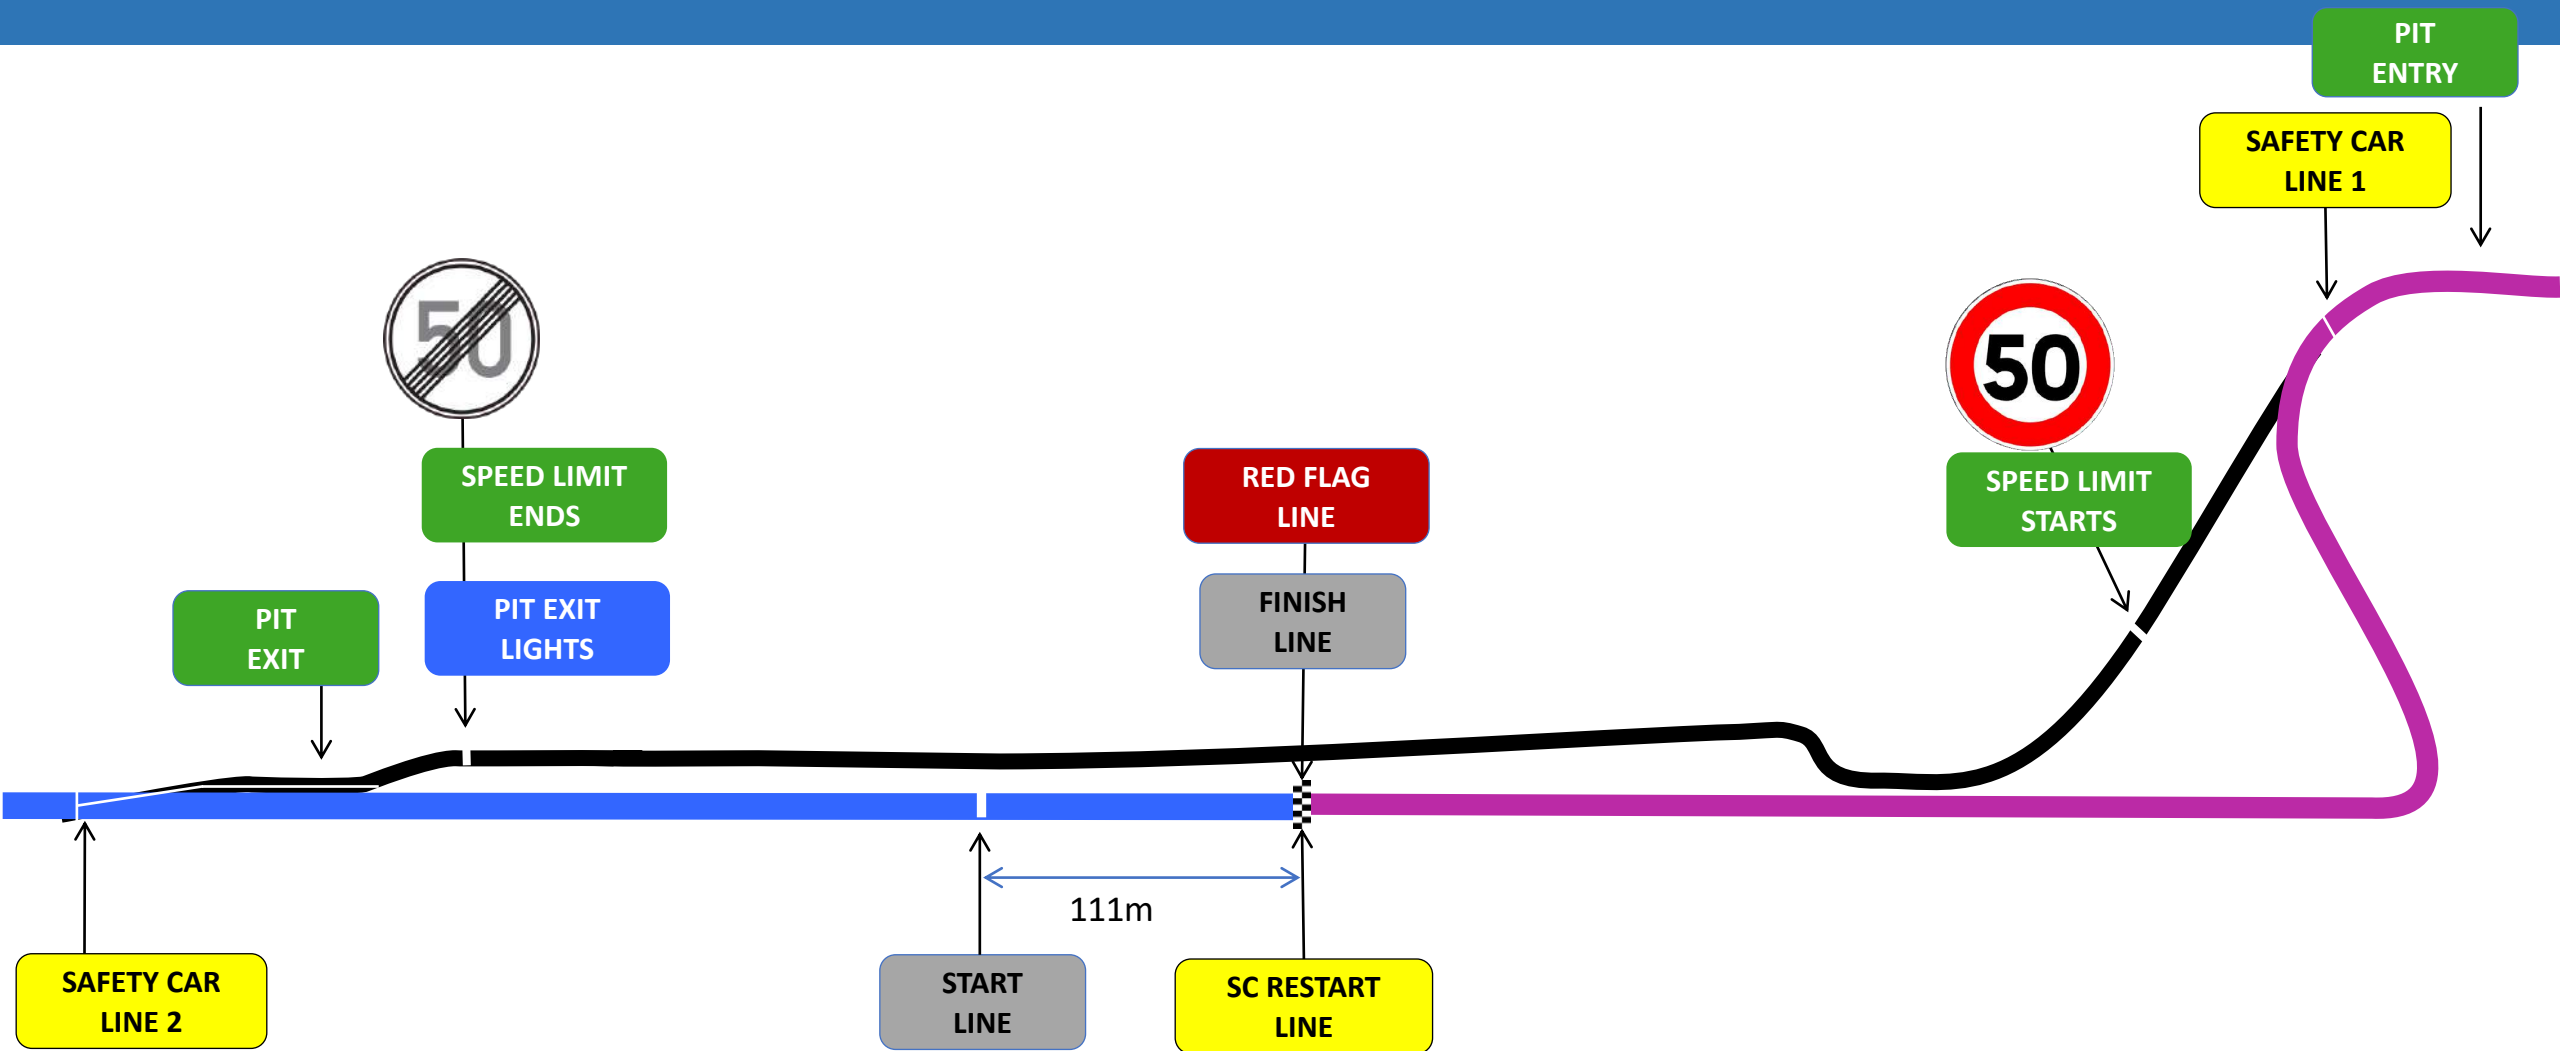 PIT
ENTRY
SAFETY CAR
LINE 1
50
50
SPEED LIMIT
ENDS
RED FLAG
LINE
SPEED LIMIT
STARTS
PIT
EXIT
PIT EXIT
LIGHTS
FINISH
LINE
111m
SAFETY CAR
LINE 2
START
LINE
SC RESTART
LINE